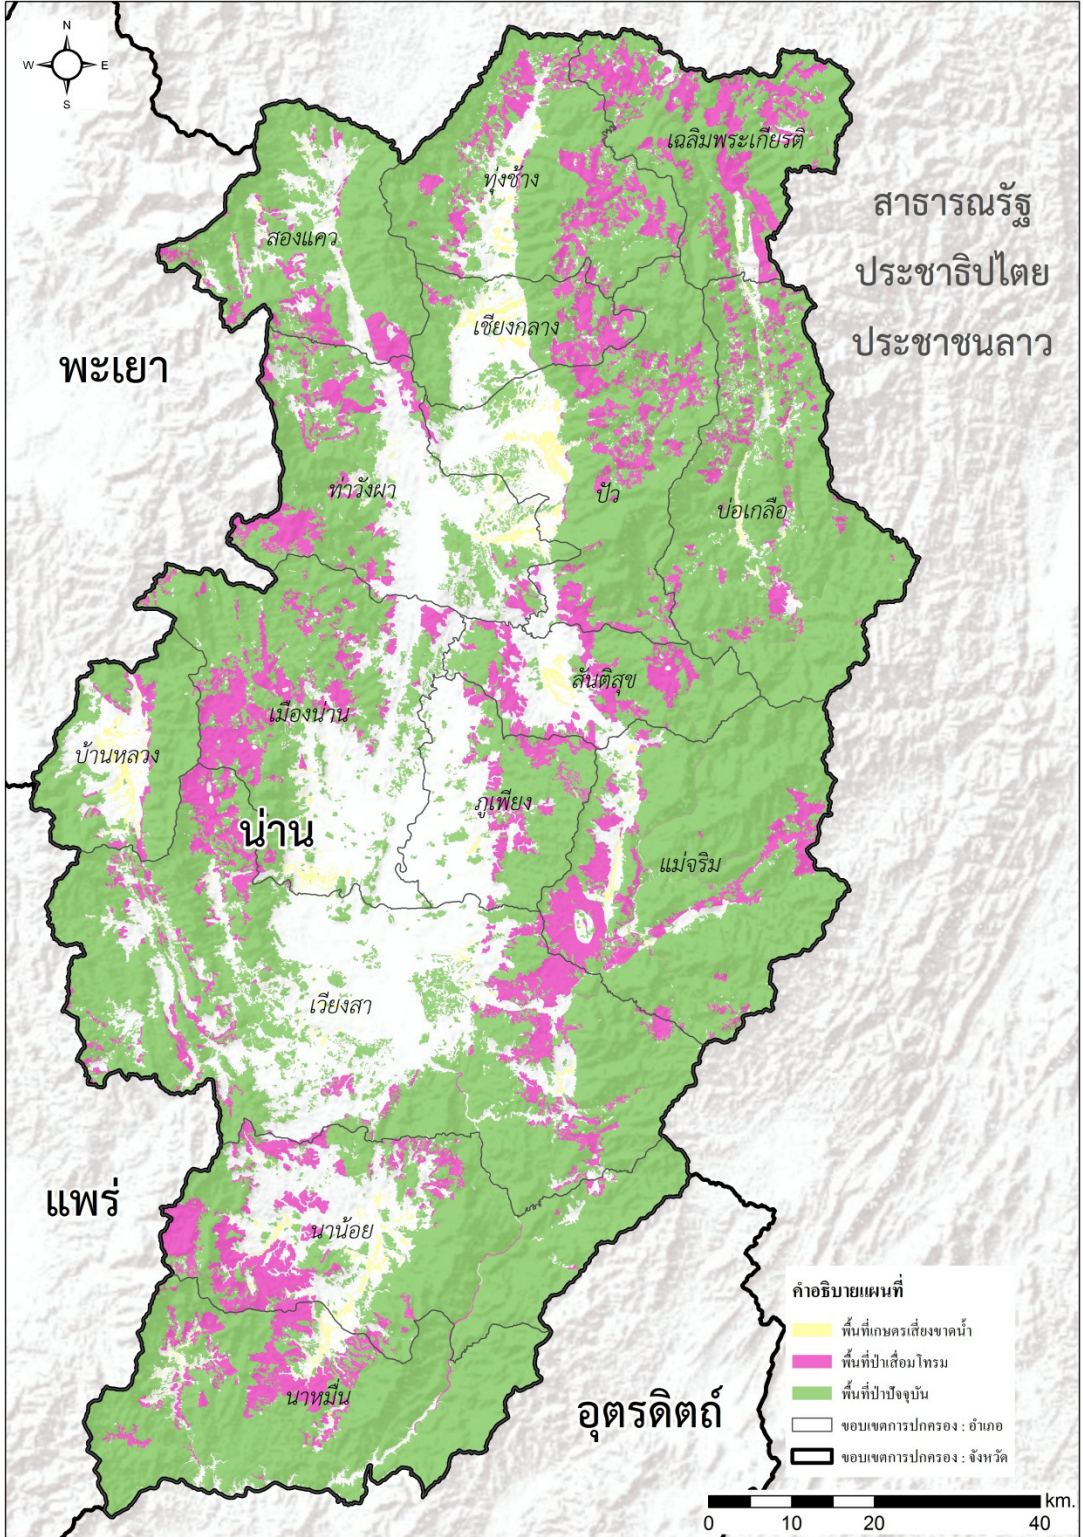 N
W
E
S
เฉลิมพระเกียรติ
ทุ่งช้าง
สาธารณรัฐ
ประชาธิปไตย
ประชาชนลาว
สองแคว
เชียงกลาง
พะเยา
ท่าวังผา
ปัว
บ่อเกลือ
สันติสุข
เมืองน่าน
บ้านหลวง
ภูเพียง
น่าน
แม่จริม
เวียงสา
แพร่
นาน้อย
นาหมื่น
อุตรดิตถ์
คำอธิบายแผนที่
พื้นที่เกษตรเสี่ยงขาดน้ำ
พื้นที่ป่าเสื่อมโทรม
พื้นที่ป่าปัจจุบัน
ขอบเขตการปกครอง : อำเภอ
ขอบเขตการปกครอง : จังหวัด
km.
0 10 20 40